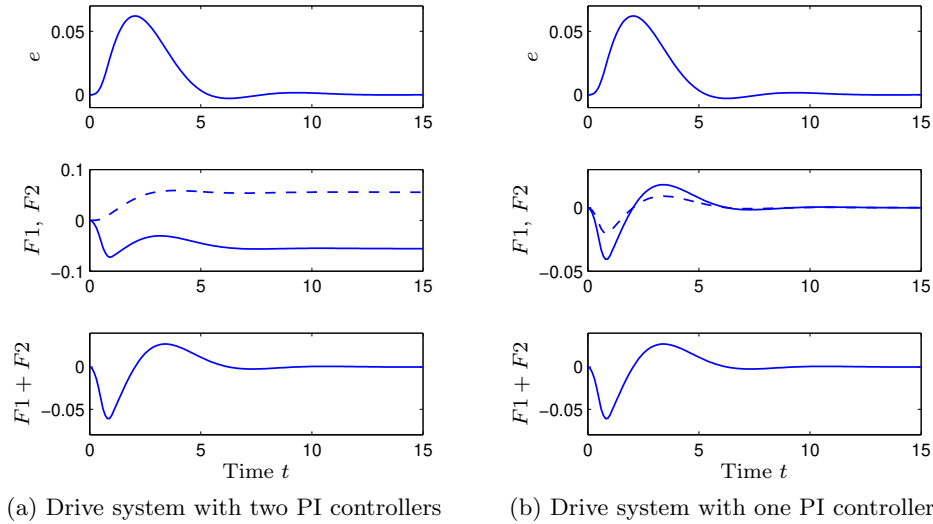 0.05
0
e
0 5 10 15
0.1
0
−0.1
F1, F2
0 5 10 15
0
−0.05
F1 + F2
0 5 10 15
Time t
(a) Drive system with two PI controllers
0.05
0
e
0 5 10 15
0
−0.05
F1, F2
0 5 10 15
0
−0.05
F1 + F2
0 5 10 15
Time t
(b) Drive system with one PI controller